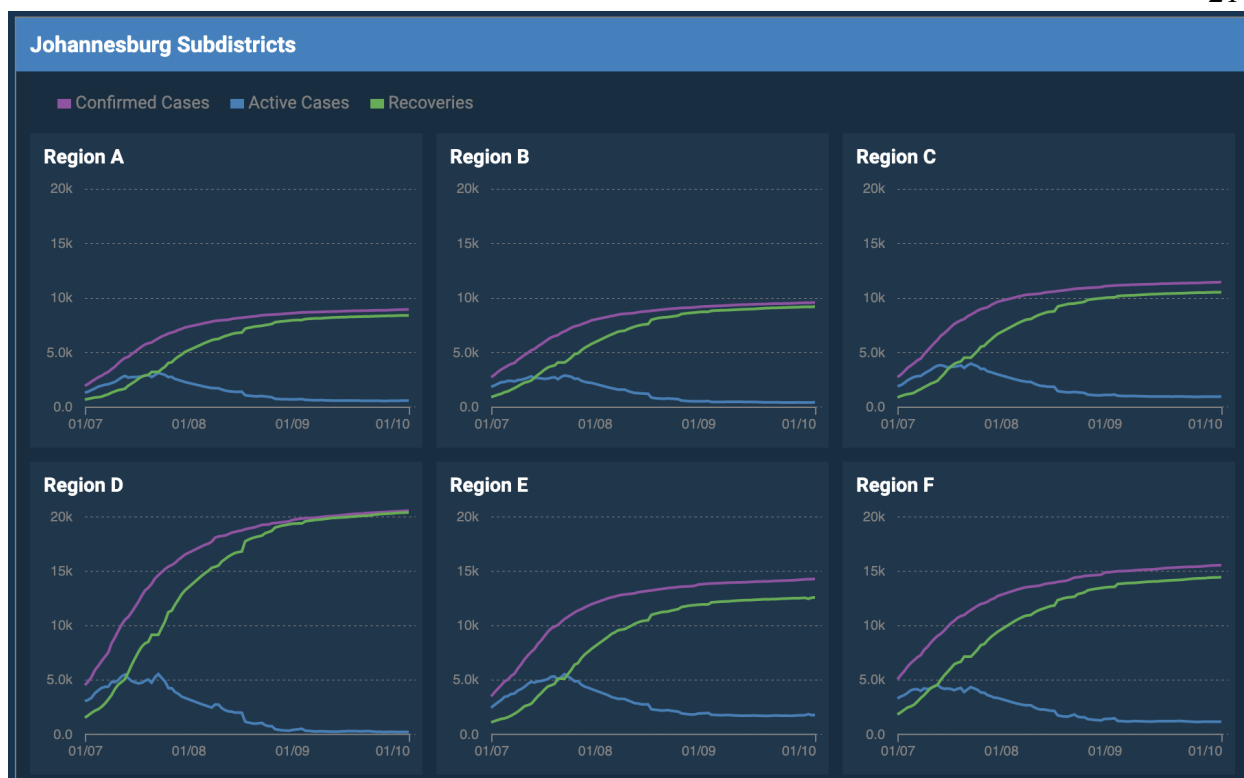 Johannesburg Subdistricts
Confirmed Cases Active Cases Recoveries
Region A
20k
15k
10k
5.0k
0.0
01/07 01/08 01/09 01/10
Region B
20k
15k
10k
5.0k
0.0
01/07 01/08 01/09 01/10
Region C
20k
15k
10k
5.0k
0.0
01/07 01/08 01/09 01/10
Region D
20k
15k
10k
5.0k
0.0
01/07 01/08 01/09 01/10
Region E
20k
15k
10k
5.0k
0.0
01/07 01/08 01/09 01/10
Region F
20k
15k
10k
5.0k
0.0
01/07 01/08 01/09 01/10